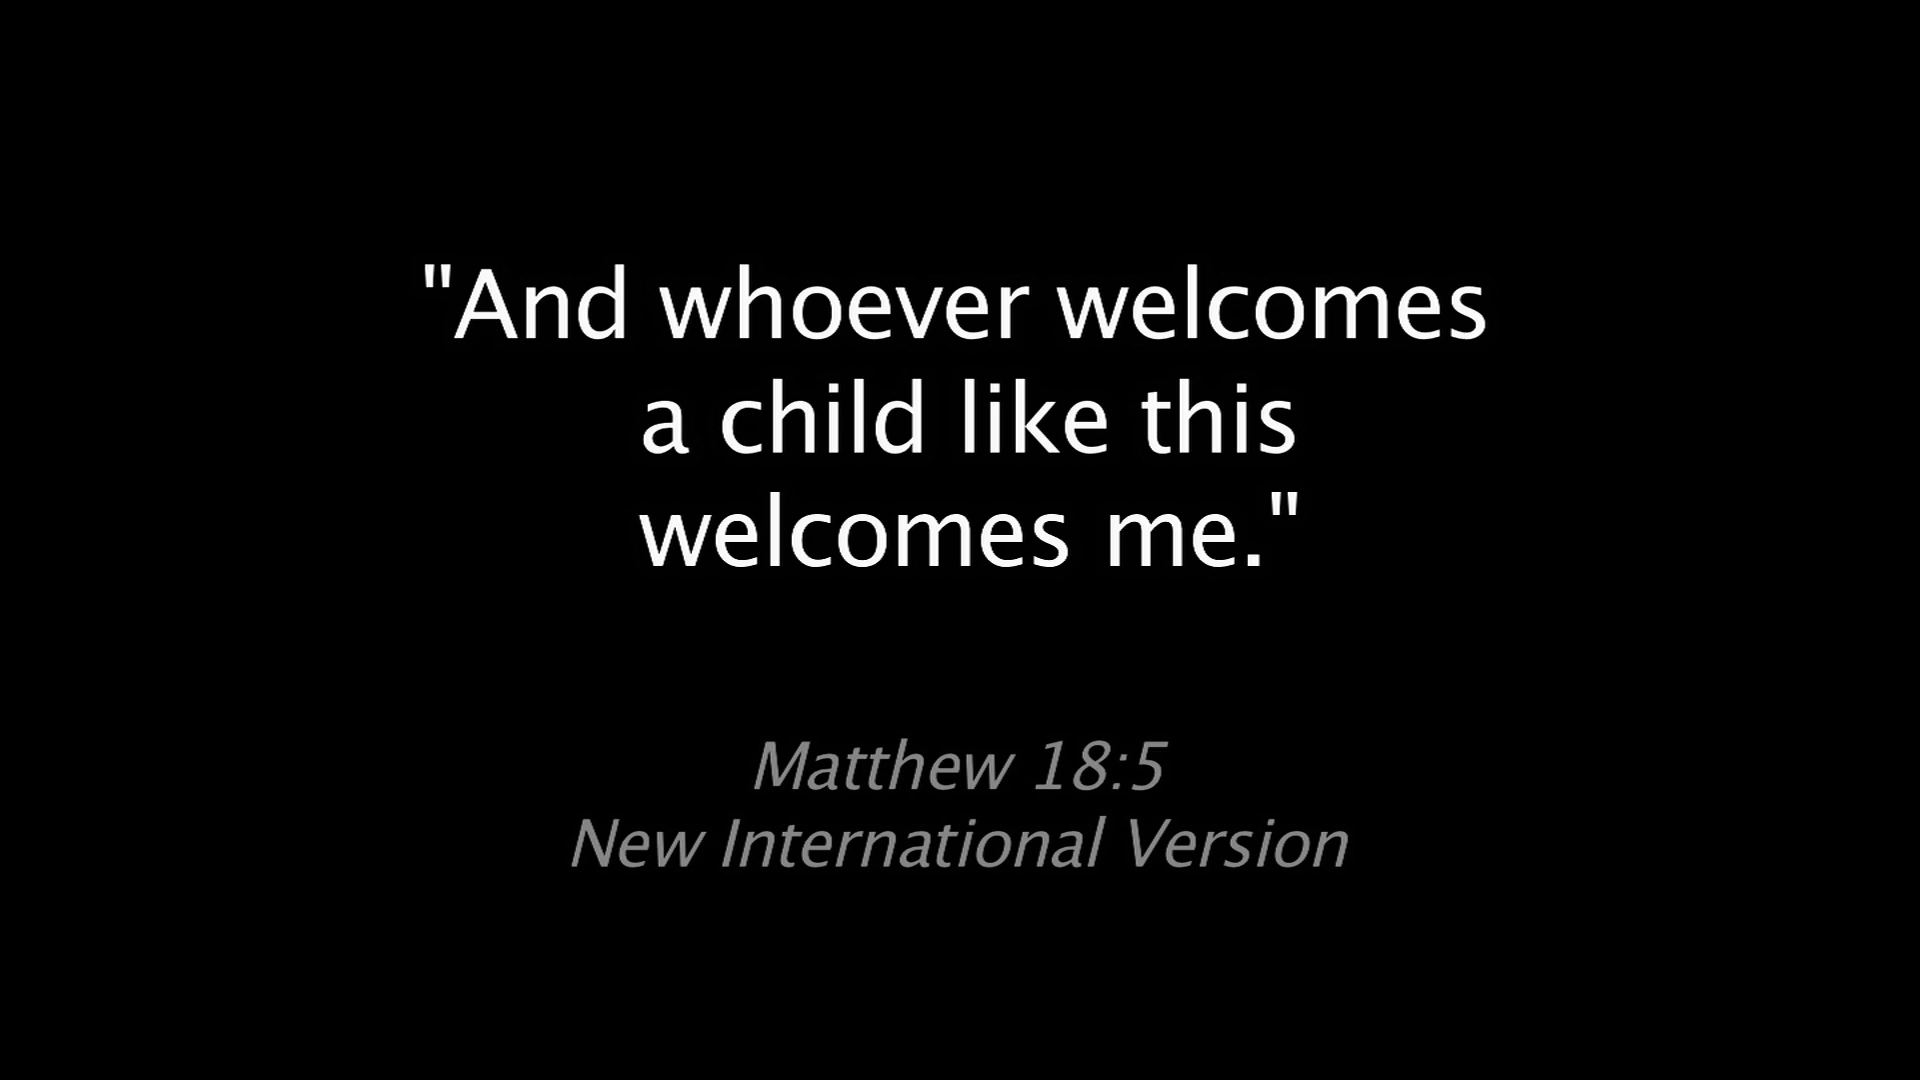 "And whoever welcomes
a child like this
welcomes me."
Matthew 18:5
New International Version